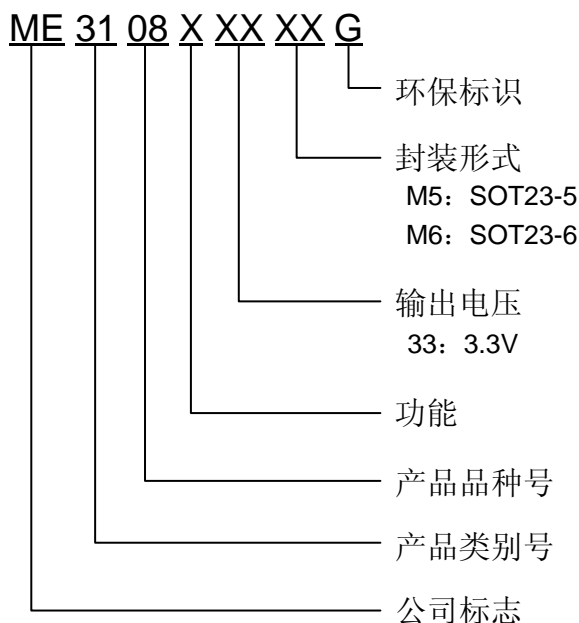 ME 31 08 X XX XX G
环保标识
封装形式
M5：SOT23-5
M6：SOT23-6
输出电压
33：3.3V
功能
产品品种号
产品类别号
公司标志